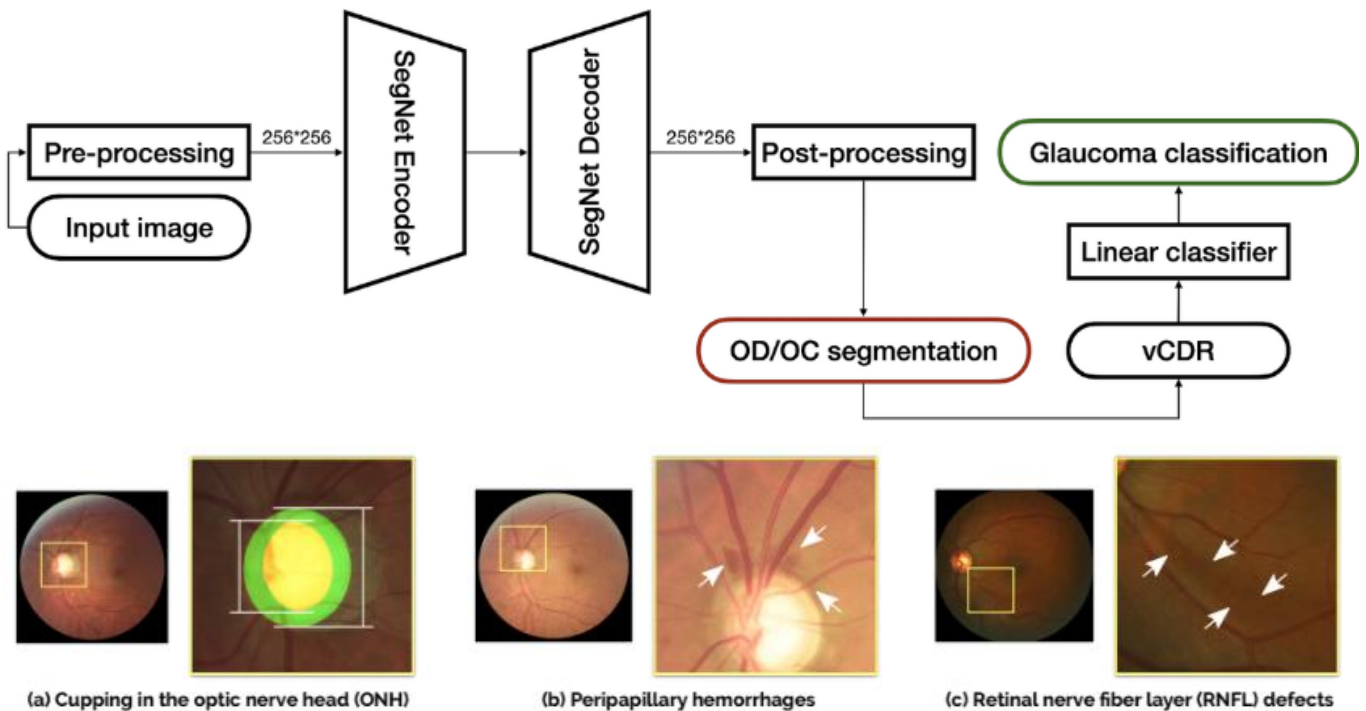 Pre-processing
Input image
256*256
SegNet Encoder
SegNet Decoder
256*256
Post-processing
Glaucoma classification
Linear classifier
OD/OC segmentation
vCDR
(a) Cupping in the optic nerve head (ONH)
(b) Peripapillary hemorrhages
(c) Retinal nerve fiber layer (RNFL) defects